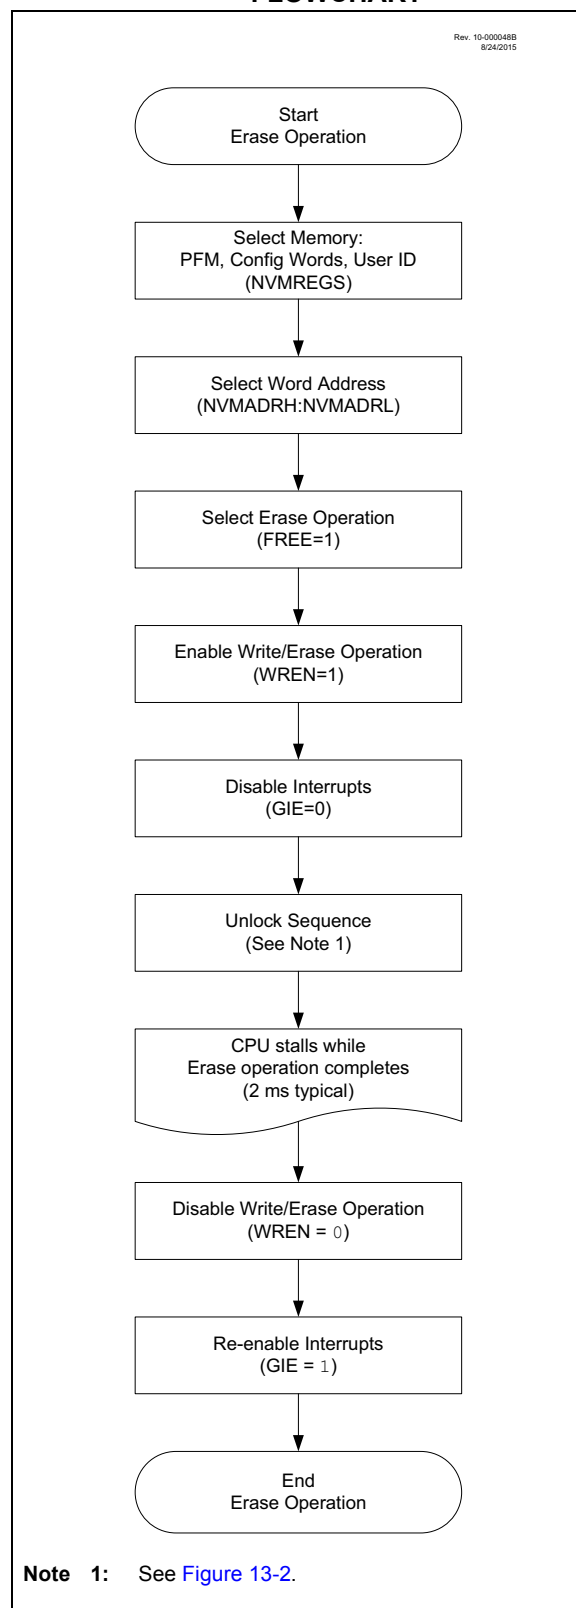 FLOWCHART
Rev. 10-000048B
8/24/2015
Start
Erase Operation
Select Memory:
PFM, Config Words, User ID
(NVMREGS)
Select Word Address
(NVMADRH:NVMADRL)
Select Erase Operation
(FREE=1)
Enable Write/Erase Operation
(WREN=1)
Disable Interrupts
(GIE=0)
Unlock Sequence
(See Note 1)
CPU stalls while
Erase operation completes
(2 ms typical)
Disable Write/Erase Operation
(WREN = 0)
Re-enable Interrupts
(GIE = 1)
End
Erase Operation
Note 1: See Figure 13-2.